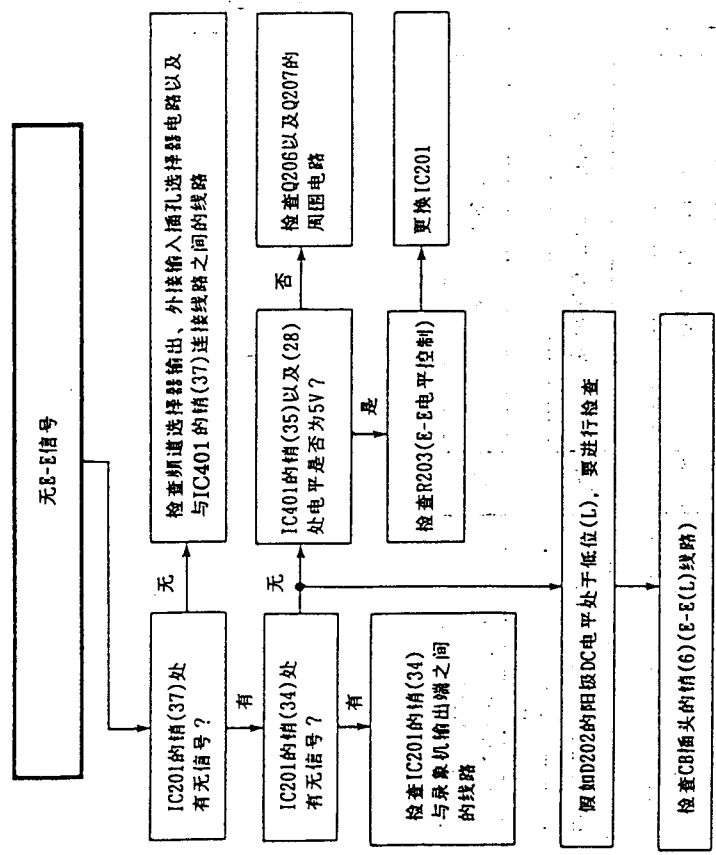 无E-E信号
IC201的销(37)处
有无信号？
无
检查频道选择器输出、外接输入插孔选择器电路以及
与IC401的销(37)连接线路之间的线路
有
IC201的销(34)处
有无信号？
无
IC401的销(35)以及(28)
处电平是否为5V？
否
检查Q206以及Q207的
周围电路
是
检查R203(E-E电平控制)
更换IC201
有
检查IC201的销(34)
与录象机输出端之间
的线路
假如D202的阳极DC电平处于低位(L)，要进行检查
检查CB插头的销(6)(E-E(L)线路)